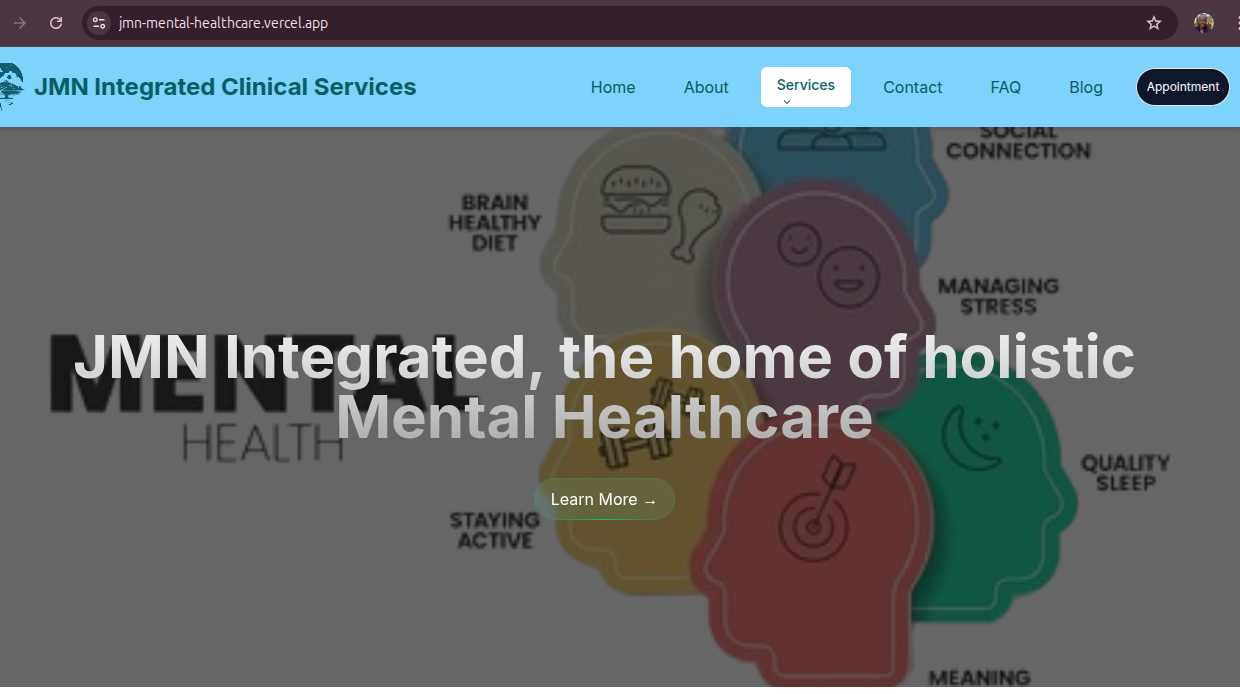 jmn-mental-healthcare.vercel.app
JMN Integrated Clinical Services
Home
About
Services
Contact
FAQ
Blog
Appointment
SOCIAL
CONNECTION
BRAIN
HEALTHY
DIET
MANAGING
STRESS
MENTAL
HEALTH
JMN Integrated, the home of holistic
Mental Healthcare
QUALITY
SLEEP
Learn More →
STAYING
ACTIVE
MEANING